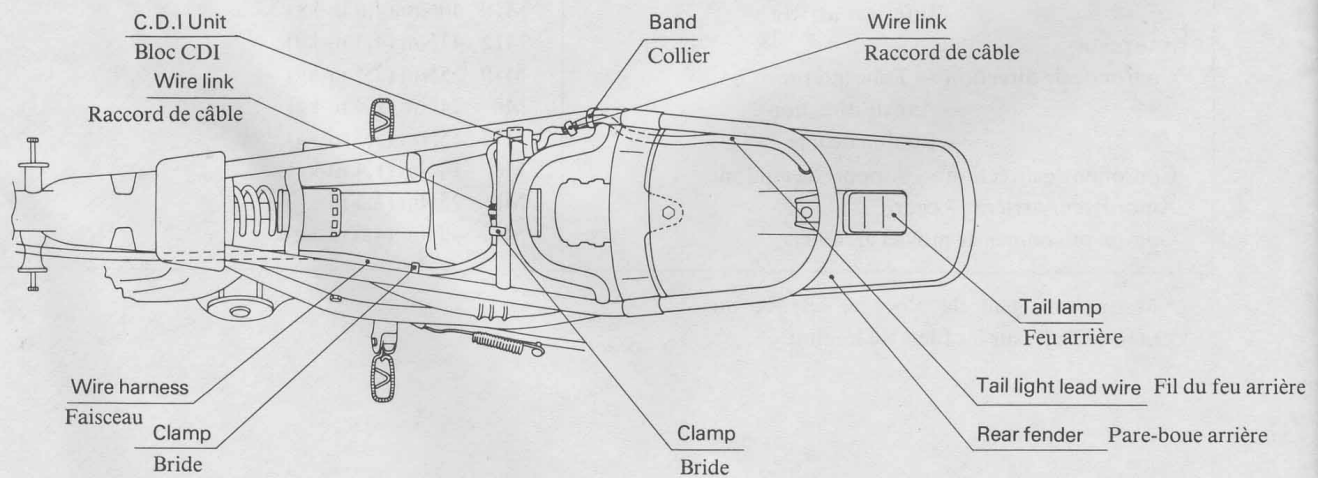 C.D.I Unit
Bloc CDI
Wire link
Raccord de câble
Band
Collier
Wire link
Raccord de câble
Tail lamp
Feu arrière
Tail light lead wire Fil du feu arrière
Rear fender Pare-boue arrière
Wire harness
Faisceau
Clamp
Bride
Clamp
Bride